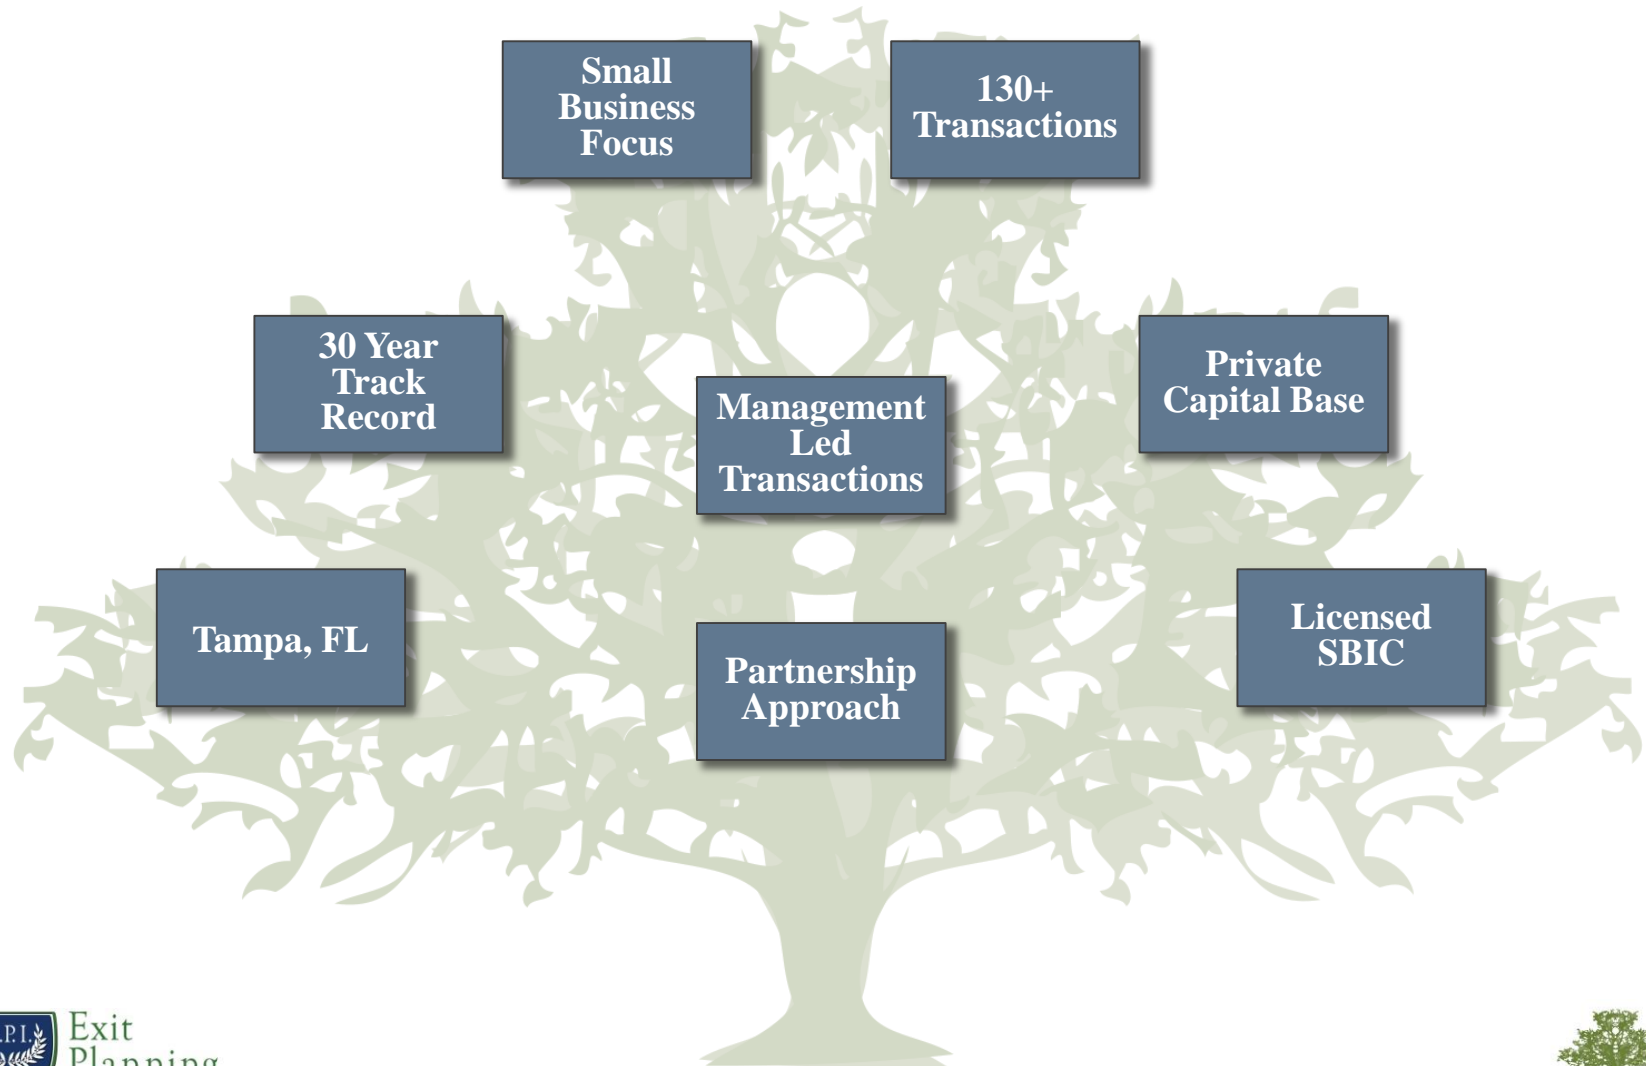 Small
Business
Focus
130+
Transactions
30 Year
Track
Record
Management
Led
Transactions
Private
Capital Base
Tampa, FL
Partnership
Approach
Licensed
SBIC
.P.I.
Exit
Planning